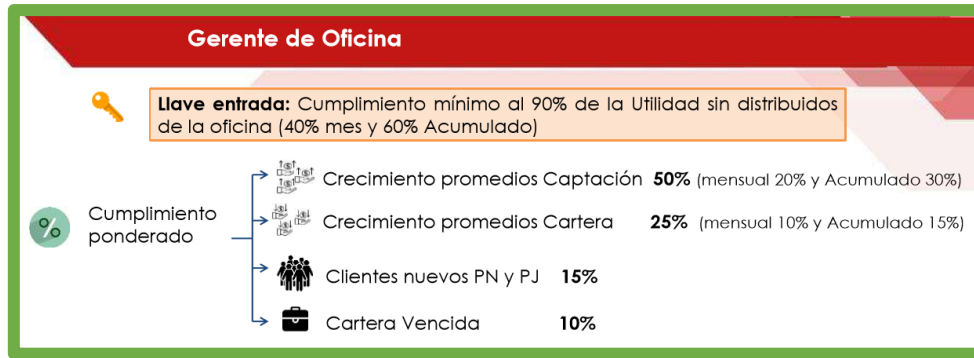 Gerente de Oficina
Llave entrada: Cumplimiento mínimo al 90% de la Utilidad sin distribuidos
de la oficina (40% mes y 60% Acumulado)
Crecimiento promedios Captación 50% (mensual 20% y Acumulado 30%)
Crecimiento promedios Cartera 25% (mensual 10% y Acumulado 15%)
% Cumplimiento
ponderado
Clientes nuevos PN y PJ 15%
Cartera Vencida 10%